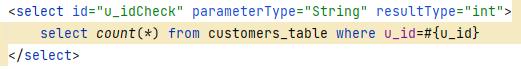 <select id="u_idCheck" parameterType="String" resultType="int">
    select count(*) from customers_table where u_id=#{u_id}
</select>